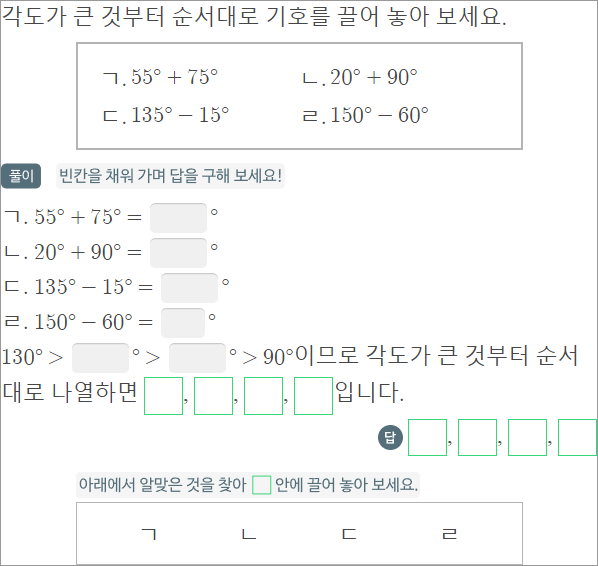 각도가 큰 것부터 순서대로 기호를 끌어 놓아 보세요.
ㄱ. 55° + 75° ㄴ. 20° + 90°
ㄷ. 135° − 15° ㄹ. 150° − 60°
풀이 빈칸을 채워 가며 답을 구해 보세요!
ㄱ. 55° + 75° = °
ㄴ. 20° + 90° = °
ㄷ. 135° − 15° = °
ㄹ. 150° − 60° = °
130° > ° > ° > 90°이므로 각도가 큰 것부터 순서
대로 나열하면 , , , 입니다.
답 , , ,
아래에서 알맞은 것을 찾아 안에 끌어 놓아 보세요.
ㄱ ㄴ ㄷ ㄹ